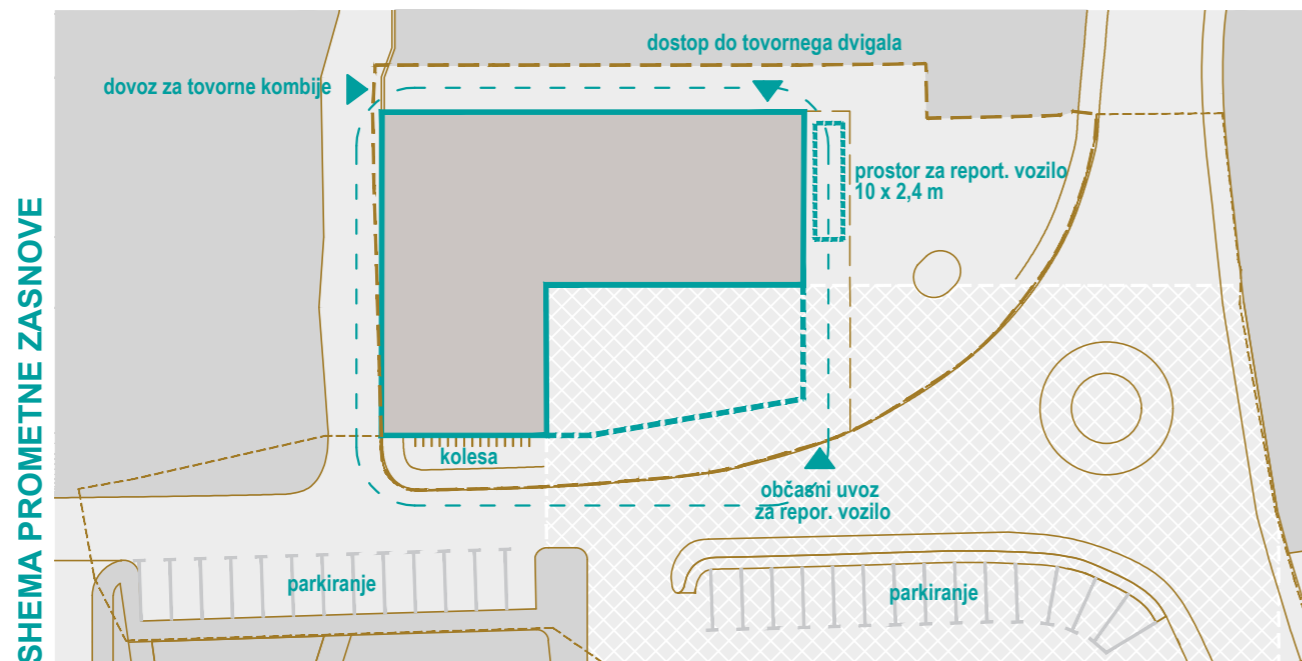 SHEMA PROMETNE ZASNOVE
dostop do tovornega dvigala
dovoz za tovorne kombije
prostor za report. vozilo
10 x 2,4 m
kolesa
občasni uvoz
za repor. vozilo
parkiranje
parkiranje